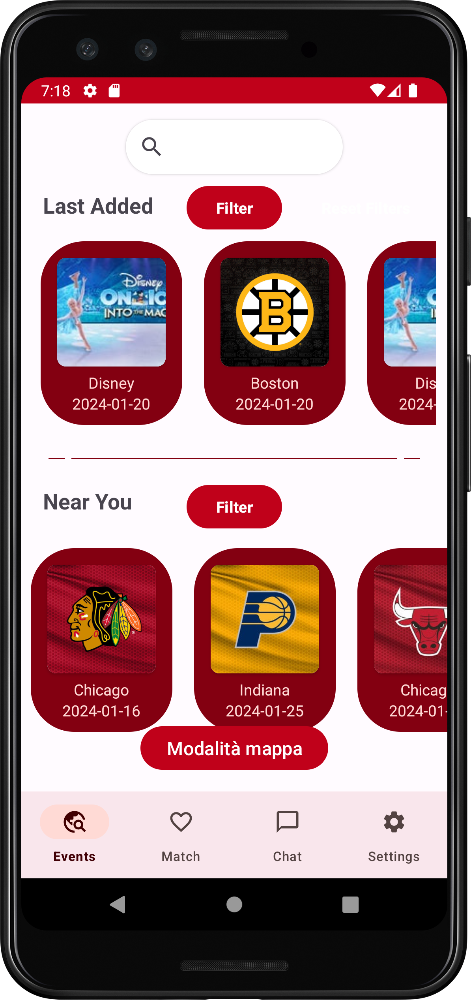 7:18
Last Added
Filter
Reset Filters
DISNEY
ON ICE
INTO THE MAG
B
Disney
2024-01-20
Boston
2024-01-20
Dis
2024-
Near You
Filter
P
Chicago
2024-01-16
Indiana
2024-01-25
Chicag
2024-01-
Modalità mappa
Events
Match
Chat
Settings